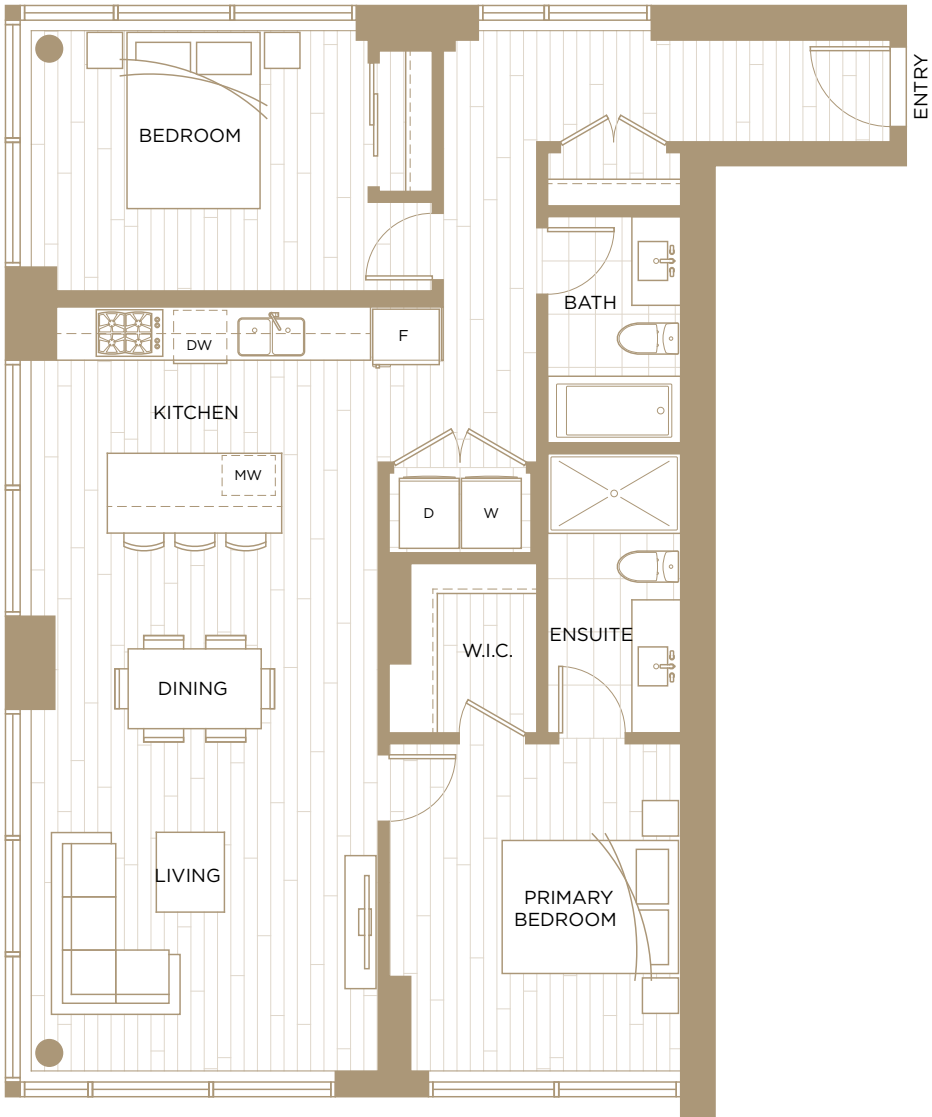 ENTRY
BEDROOM
BATH
DW
F
KITCHEN
MW
D
W
ENSUITE
W.I.C.
DINING
LIVING
PRIMARY
BEDROOM